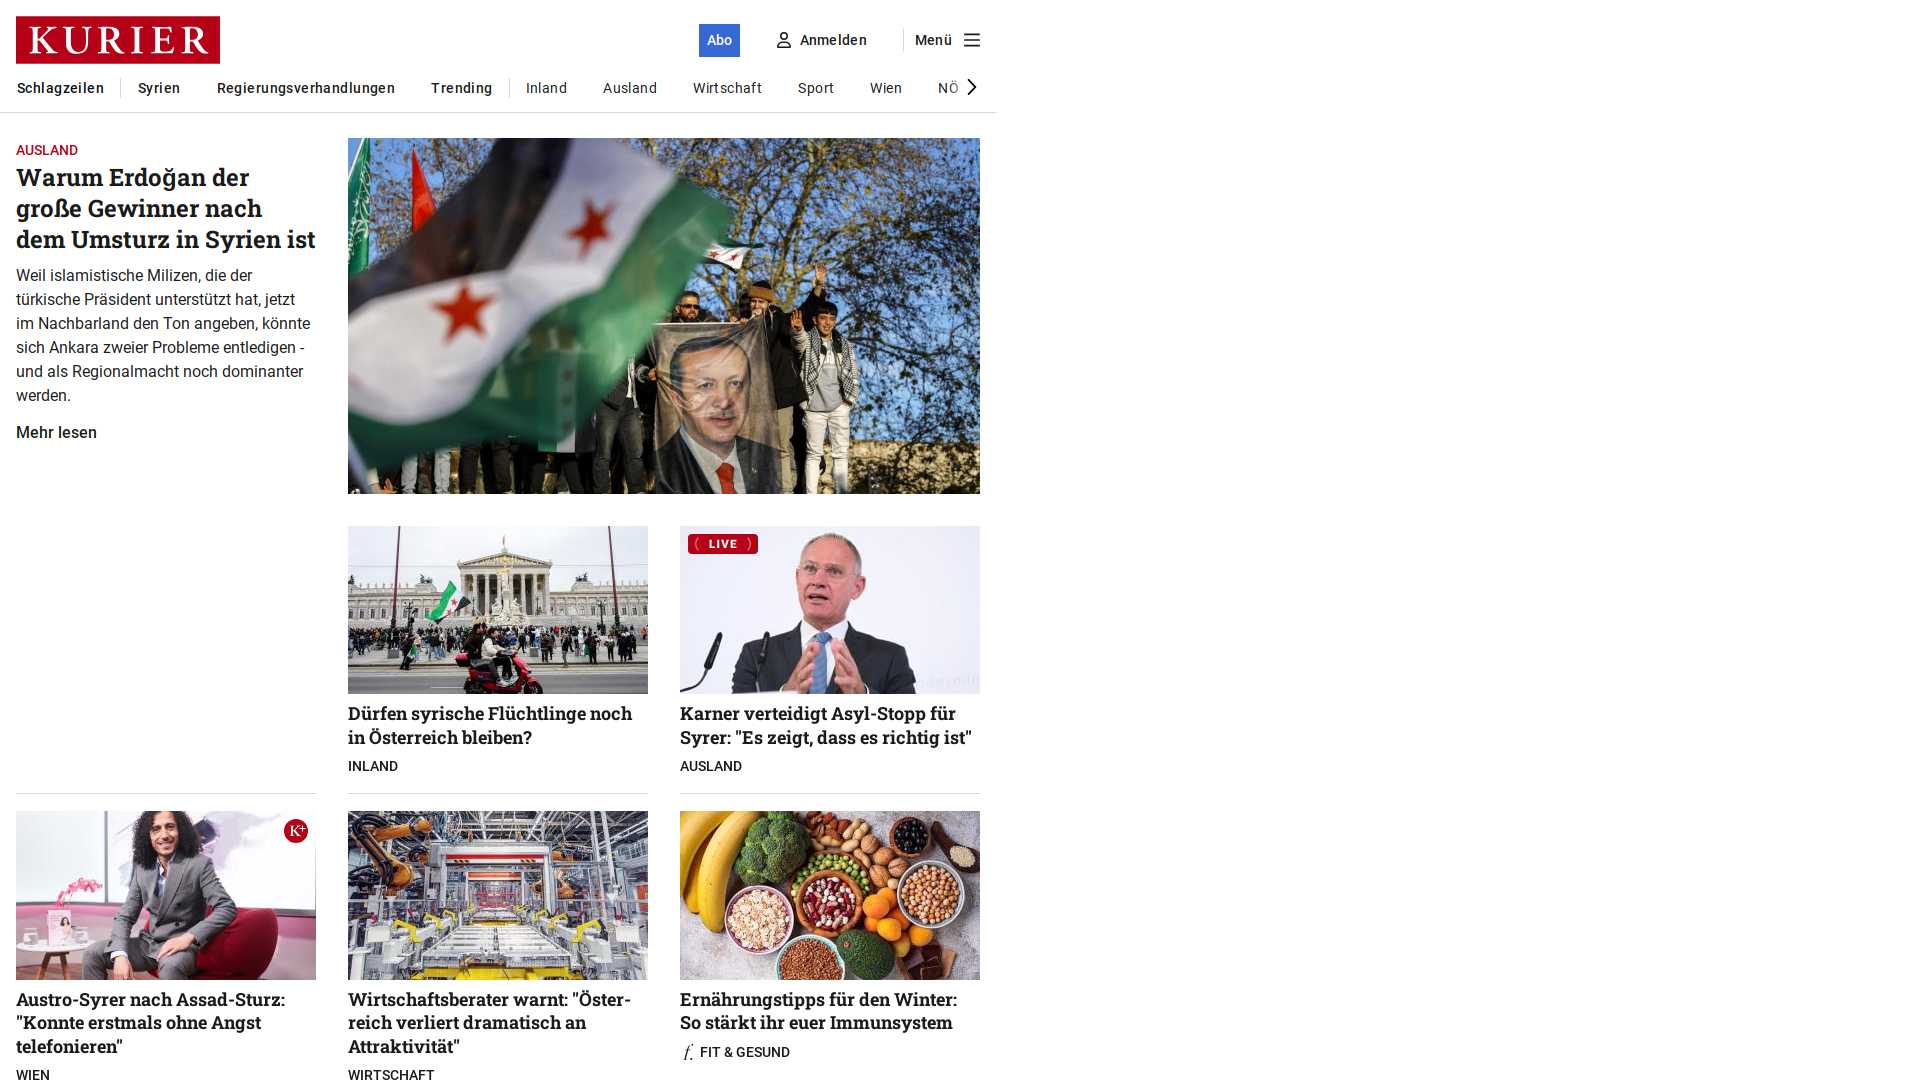 KURIER
Abo
Anmelden
Menü
Schlagzeilen
Syrien
Regierungsverhandlungen
Trending
Inland
Ausland
Wirtschaft
Sport
Wien
NÖ
AUSLAND
Warum Erdoğan der
große Gewinner nach
dem Umsturz in Syrien ist
Weil islamistische Milizen, die der
türkische Präsident unterstützt hat, jetzt
im Nachbarland den Ton angeben, könnte
sich Ankara zweier Probleme entledigen -
und als Regionalmacht noch dominanter
werden.
Mehr lesen
LIVE
Dürfen syrische Flüchtlinge noch
in Österreich bleiben?
INLAND
Karner verteidigt Asyl-Stopp für
Syrer: "Es zeigt, dass es richtig ist"
AUSLAND
K+
Austro-Syrer nach Assad-Sturz:
"Konnte erstmals ohne Angst
telefonieren"
WIEN
Wirtschaftsberater warnt: "Öster-
reich verliert dramatisch an
Attraktivität"
WIRTSCHAFT
Ernährungstipps für den Winter:
So stärkt ihr euer Immunsystem
f. FIT & GESUND